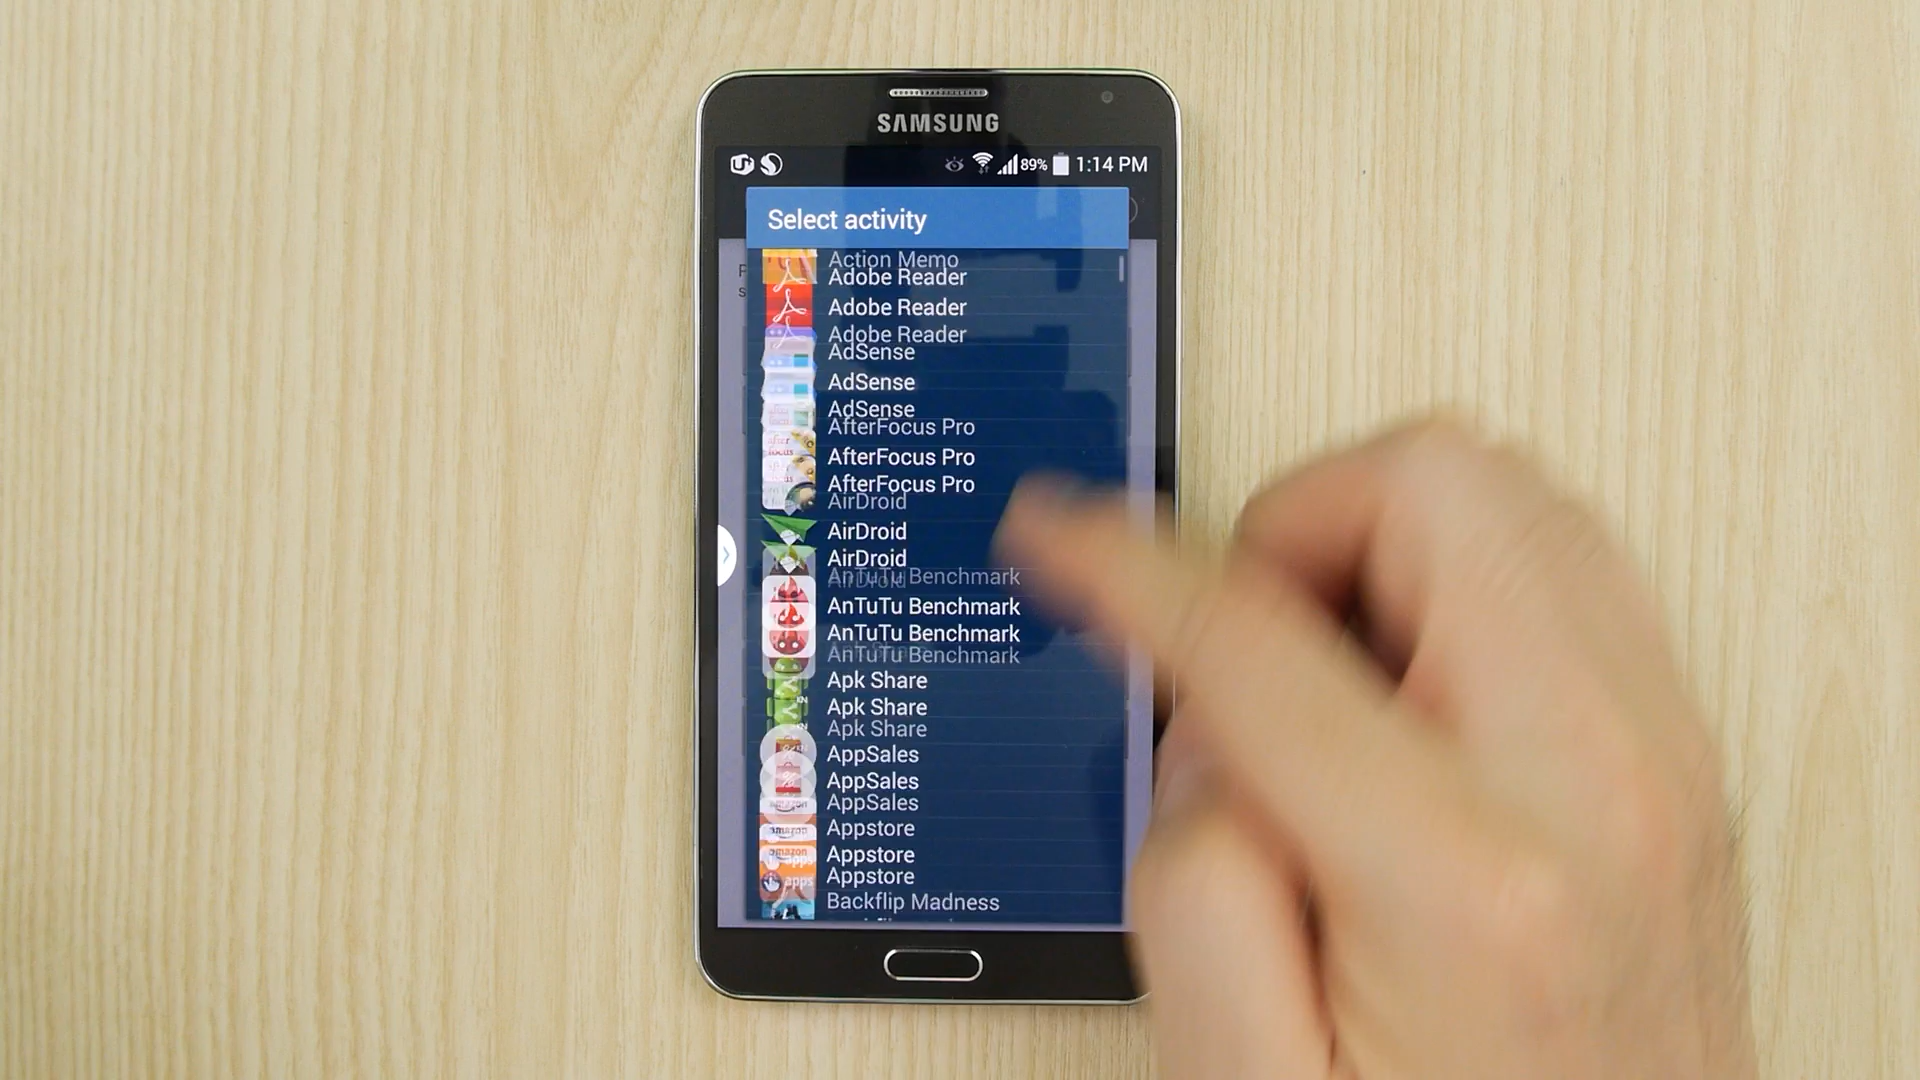 SAMSUNG
89% 1:14 PM
Select activity
Action Memo
Adobe Reader
Adobe Reader
Adobe Reader
AdSense
AdSense
AdSense
AfterFocus Pro
AfterFocus Pro
AfterFocus Pro
AirDroid
AirDroid
AirDroid
AnTuTu Benchmark
AirDroid
AnTuTu Benchmark
AnTuTu Benchmark
AnTuTu Benchmark
Apk Share
Apk Share
Apk Share
AppSales
AppSales
AppSales
Appstore
Appstore
Appstore
Backflip Madness